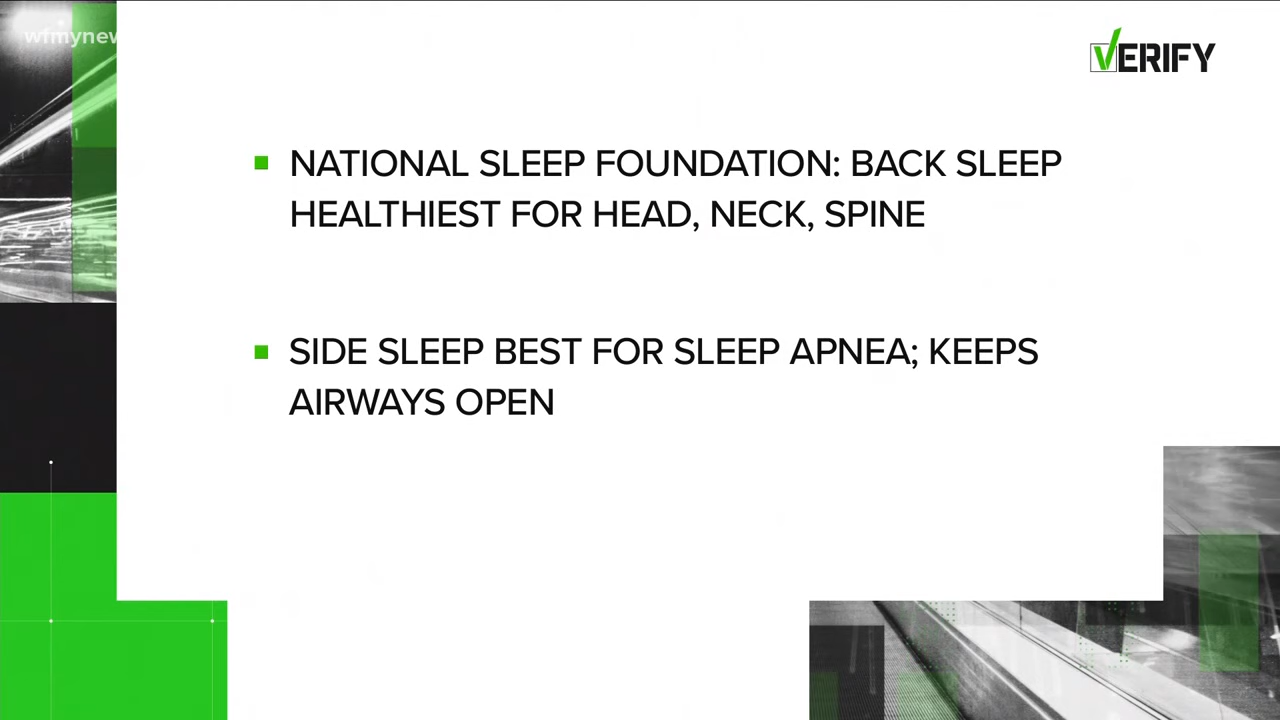 wfmynew
VERIFY
NATIONAL SLEEP FOUNDATION: BACK SLEEP
HEALTHIEST FOR HEAD, NECK, SPINE
SIDE SLEEP BEST FOR SLEEP APNEA; KEEPS
AIRWAYS OPEN